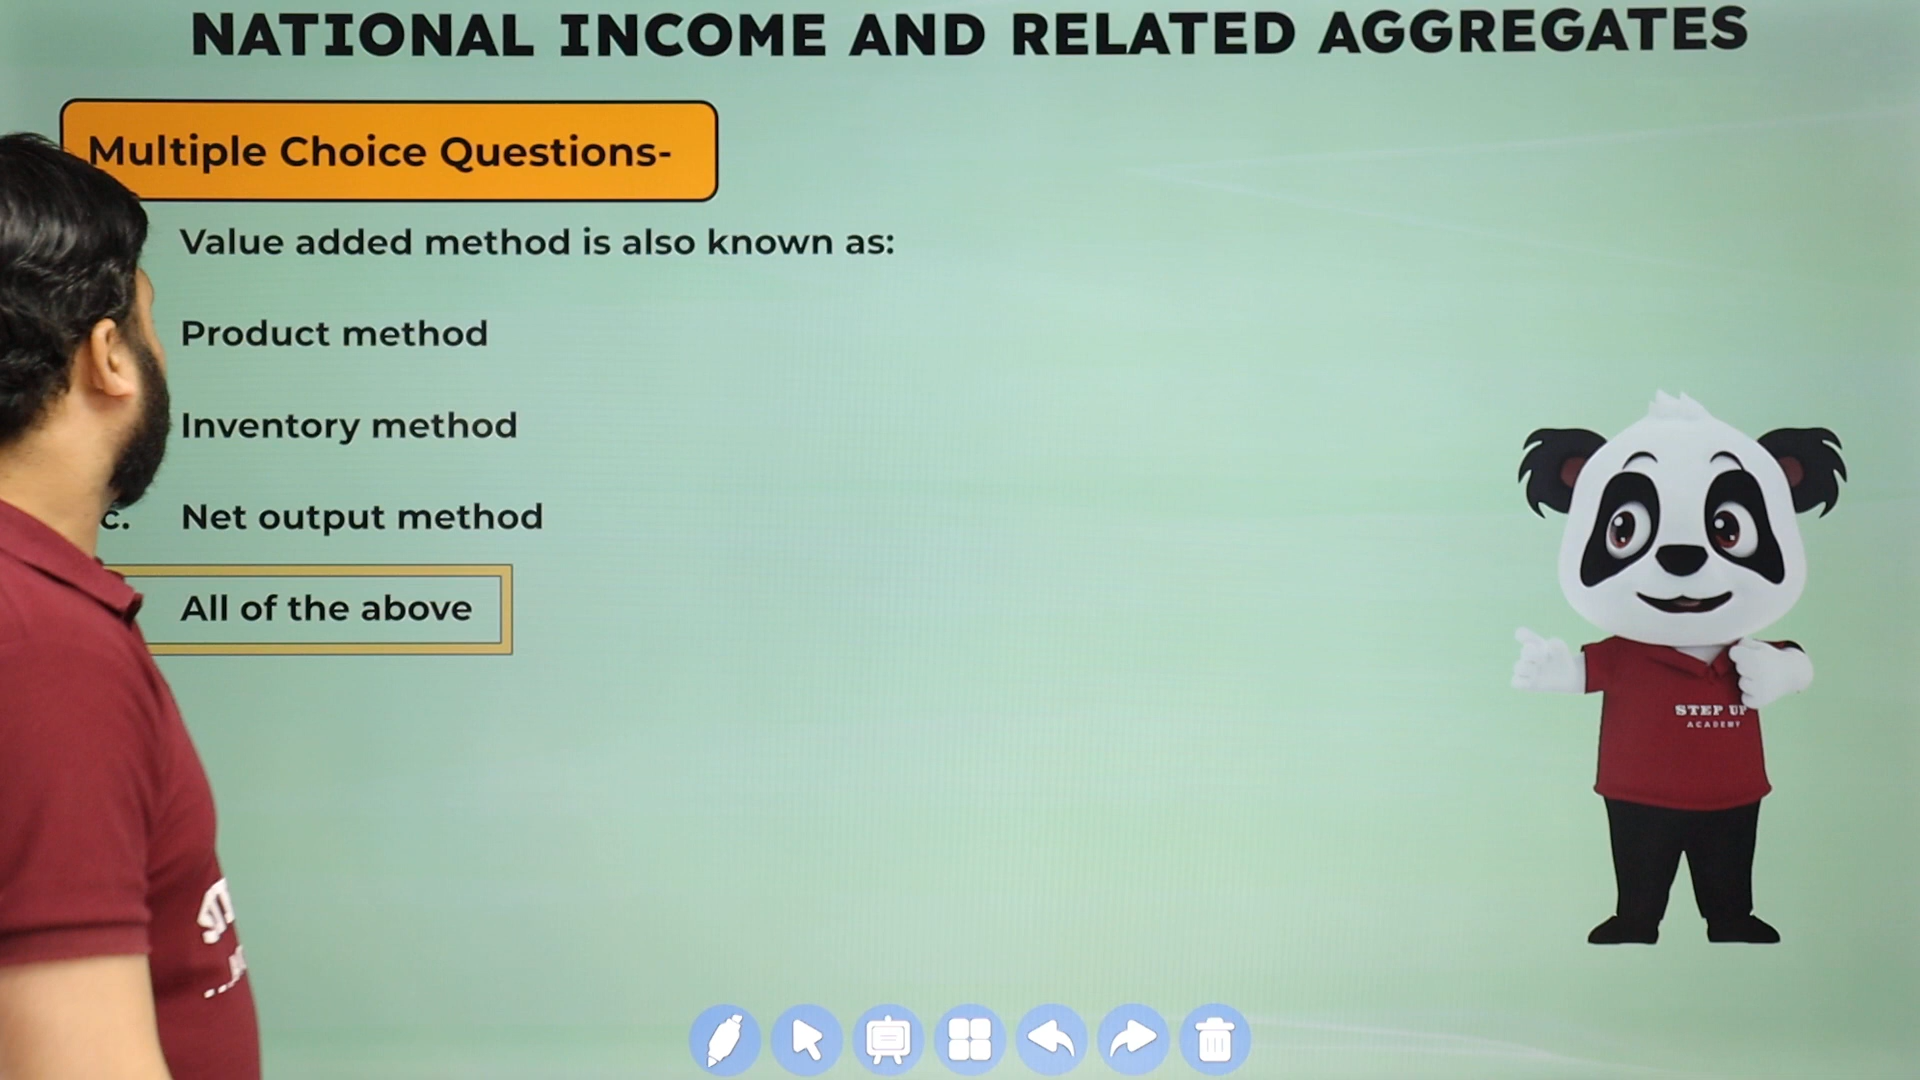 NATIONAL INCOME AND RELATED AGGREGATES
Multiple Choice Questions-
Value added method is also known as:
Product method
Inventory method
c. Net output method
All of the above
STEP UP
ACADEMY